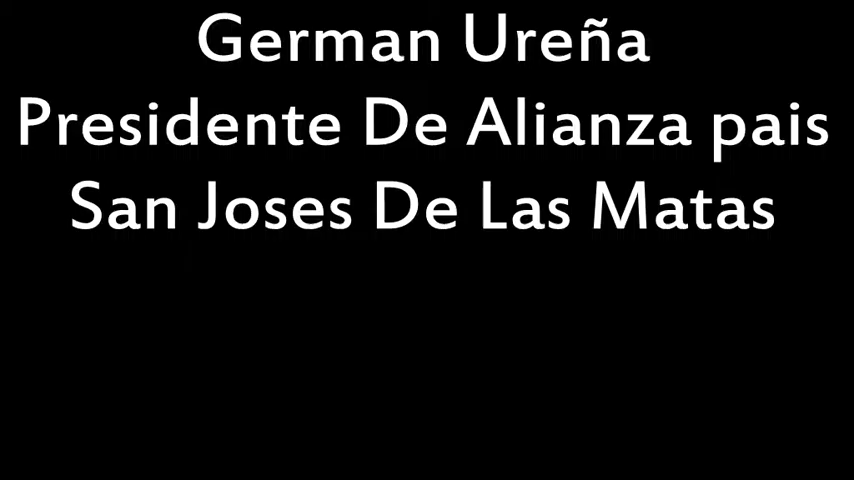 German Ureña
Presidente De Alianza pais
San Joses De Las Matas